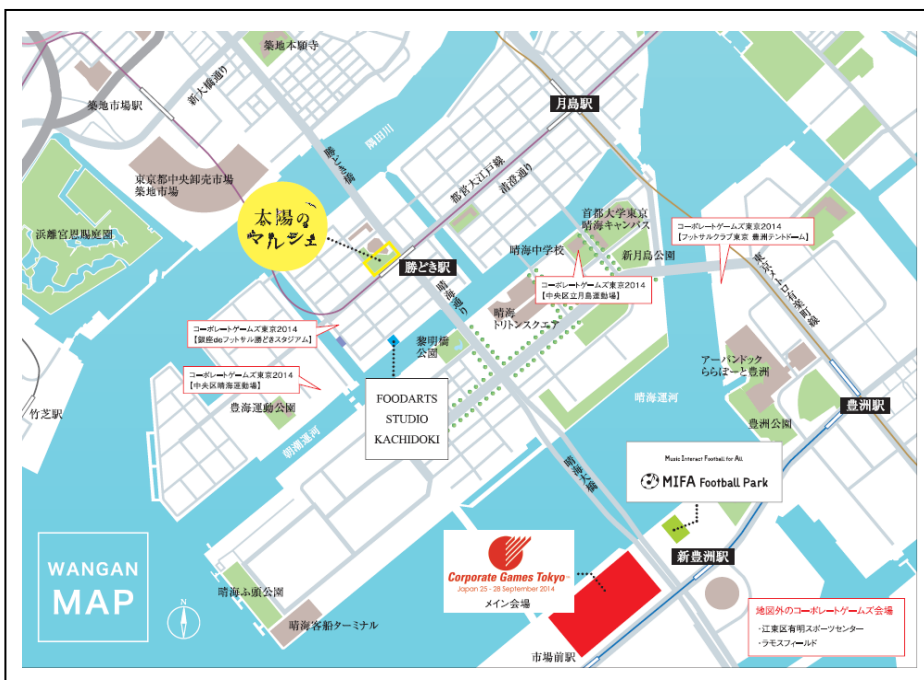 築地本願寺
新大橋通り
築地市場駅
月島駅
隅田川
勝どき橋
都営大江戸線
清澄通り
東京都中央卸売市場
築地市場
太陽の
マルシェ
浜離宮恩賜庭園
首都大学東京
晴海キャンパス
コーポレートゲームズ東京2014
【フットサルクラブ東京 豊洲テントドーム】
晴海中学校
新月島公園
勝どき駅
東京メトロ有楽町線
晴海通り
コーポレートゲームズ東京2014
【中央区立月島運動場】
晴海
トリトンスクエア
コーポレートゲームズ東京2014
【銀座deフットサル勝どきスタジアム】
黎明橋
公園
アーバンドック
ららぽーと豊洲
コーポレートゲームズ東京2014
【中央区晴海運動場】
FOODARTS
STUDIO
KACHIDOKI
晴海運河
豊洲駅
竹芝駅
豊海運動公園
豊洲公園
朝潮運河
晴海大橋
Music Interact Football for All
MIFA Football Park
Corporate Games Tokyo
Japan 25 - 28 September 2014
メイン会場
新豊洲駅
WANGAN
MAP
晴海ふ頭公園
N
晴海客船ターミナル
地図外のコーポレートゲームズ会場
・江東区有明スポーツセンター
・ラモスフィールド
市場前駅